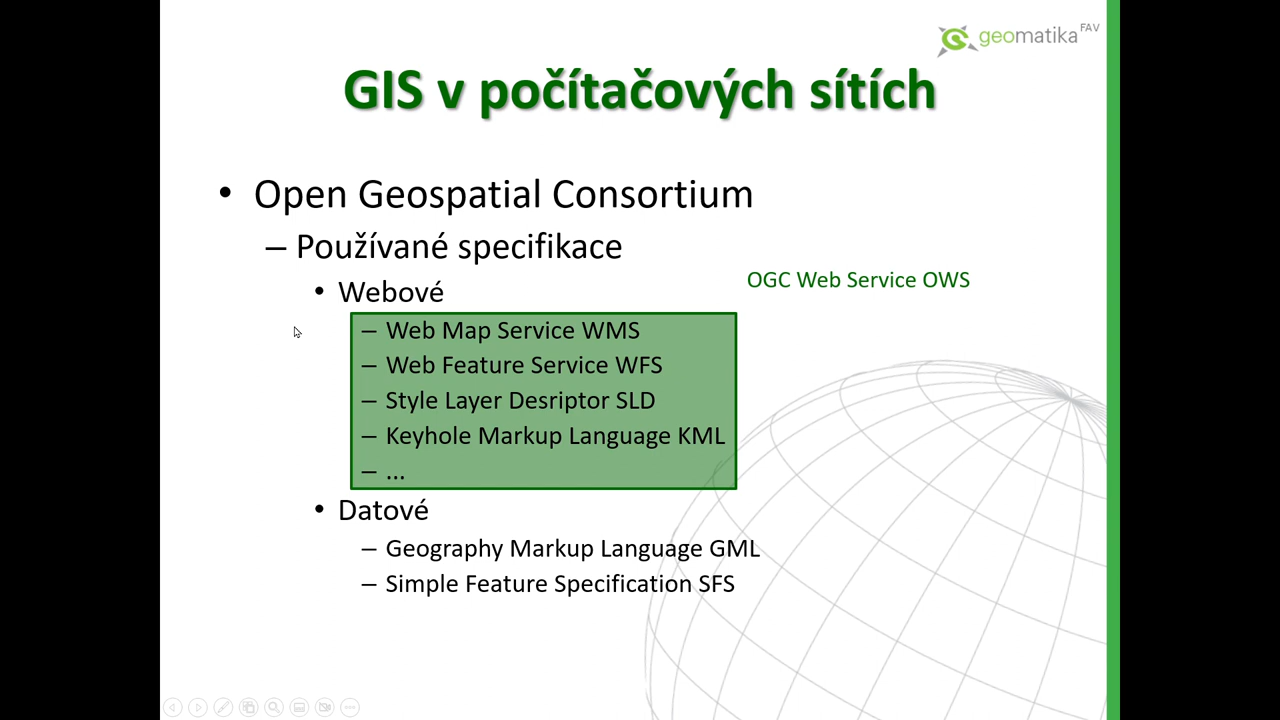 geomatika FAV
GIS v počítačových sítích
• Open Geospatial Consortium
– Používané specifikace
• Webové
OGC Web Service OWS
– Web Map Service WMS
– Web Feature Service WFS
– Style Layer Desriptor SLD
– Keyhole Markup Language KML
– ...
• Datové
– Geography Markup Language GML
– Simple Feature Specification SFS